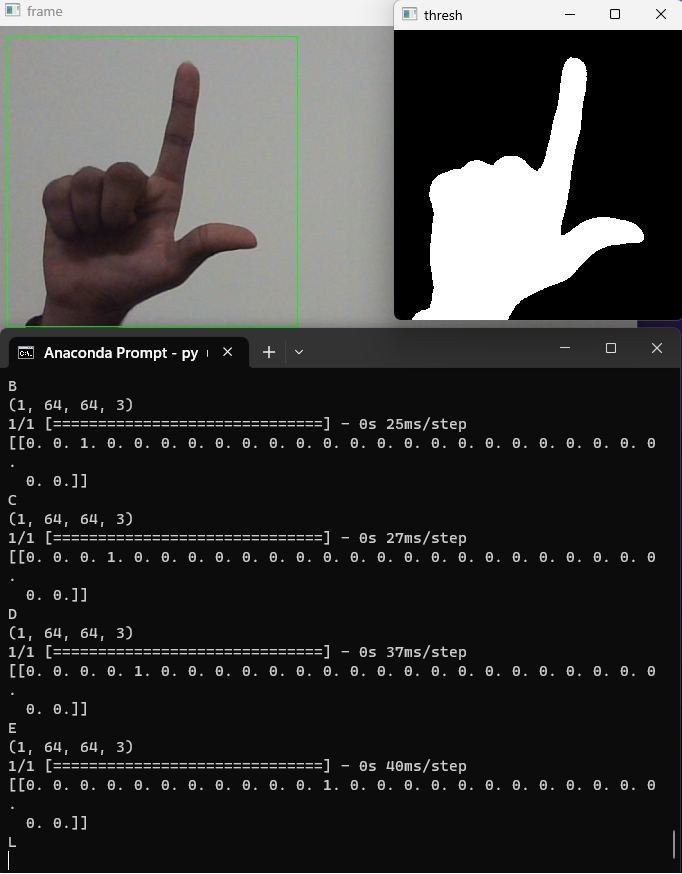 frame
thresh
Anaconda Prompt - py
B
(1, 64, 64, 3)
1/1 [==============================] - 0s 25ms/step
[[0. 0. 1. 0. 0. 0. 0. 0. 0. 0. 0. 0. 0. 0. 0. 0. 0. 0. 0. 0. 0. 0. 0. 0
.
  0. 0.]]
C
(1, 64, 64, 3)
1/1 [==============================] - 0s 27ms/step
[[0. 0. 0. 1. 0. 0. 0. 0. 0. 0. 0. 0. 0. 0. 0. 0. 0. 0. 0. 0. 0. 0. 0. 0
.
  0. 0.]]
D
(1, 64, 64, 3)
1/1 [==============================] - 0s 37ms/step
[[0. 0. 0. 0. 1. 0. 0. 0. 0. 0. 0. 0. 0. 0. 0. 0. 0. 0. 0. 0. 0. 0. 0. 0
.
  0. 0.]]
E
(1, 64, 64, 3)
1/1 [==============================] - 0s 40ms/step
[[0. 0. 0. 0. 0. 0. 0. 0. 0. 0. 0. 1. 0. 0. 0. 0. 0. 0. 0. 0. 0. 0. 0. 0
.
  0. 0.]]
L